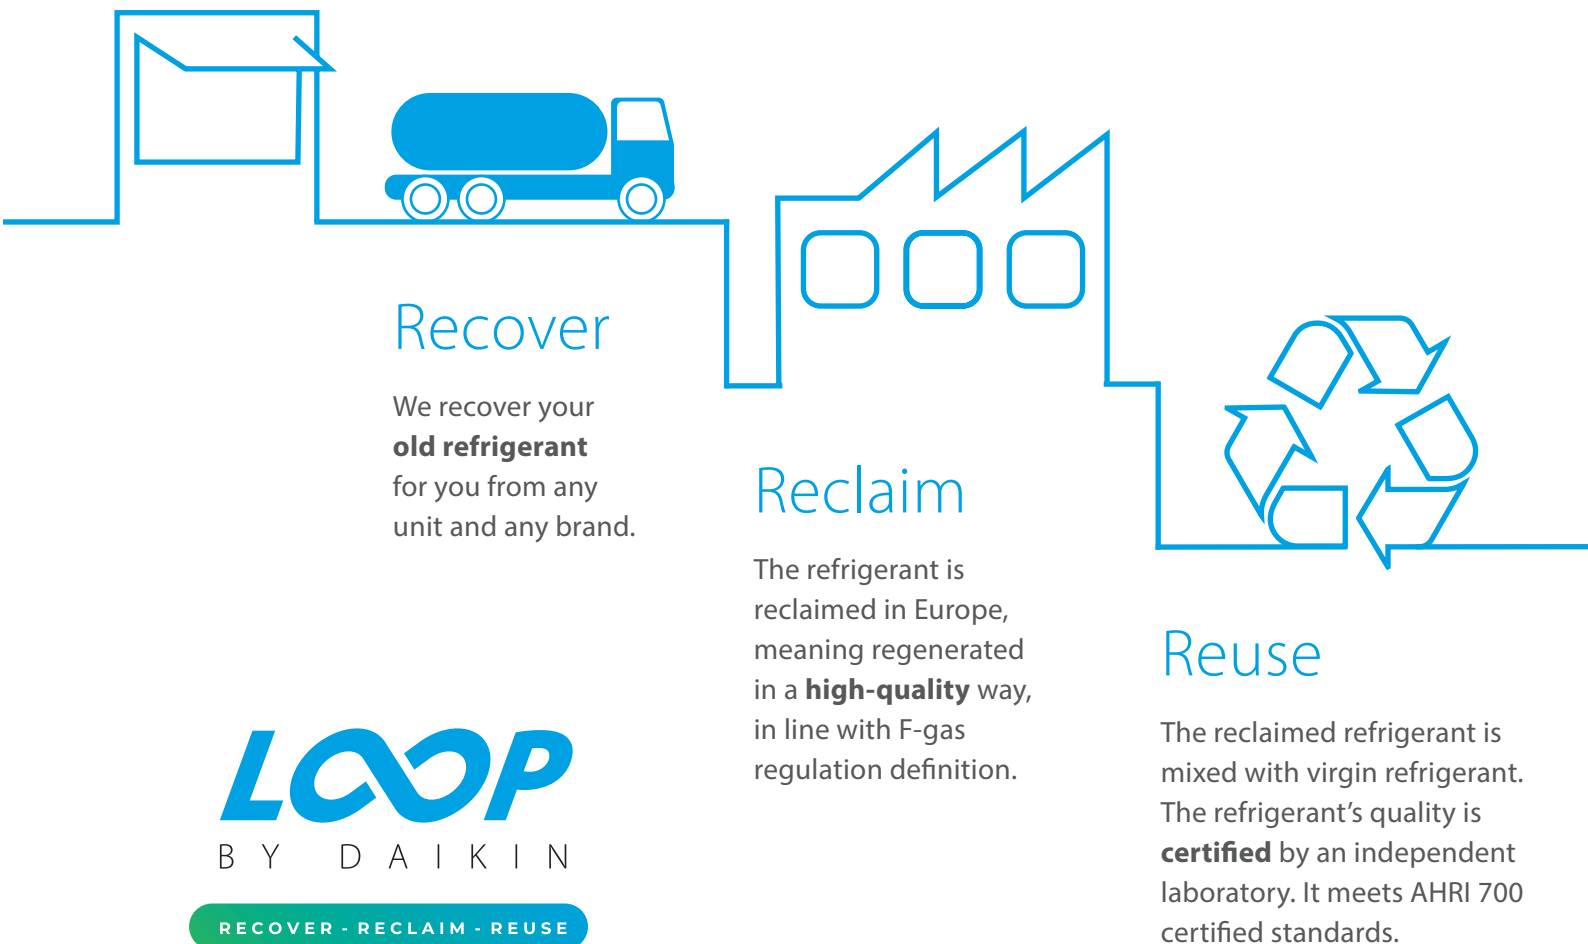 Recover
We recover your
old refrigerant
for you from any
unit and any brand.
Reclaim
The refrigerant is
reclaimed in Europe,
meaning regenerated
in a high-quality way,
in line with F-gas
regulation definition.
Reuse
The reclaimed refrigerant is
mixed with virgin refrigerant.
The refrigerant’s quality is
certified by an independent
laboratory. It meets AHRI 700
certified standards.
LOOP
BY DAIKIN
RECOVER - RECLAIM - REUSE